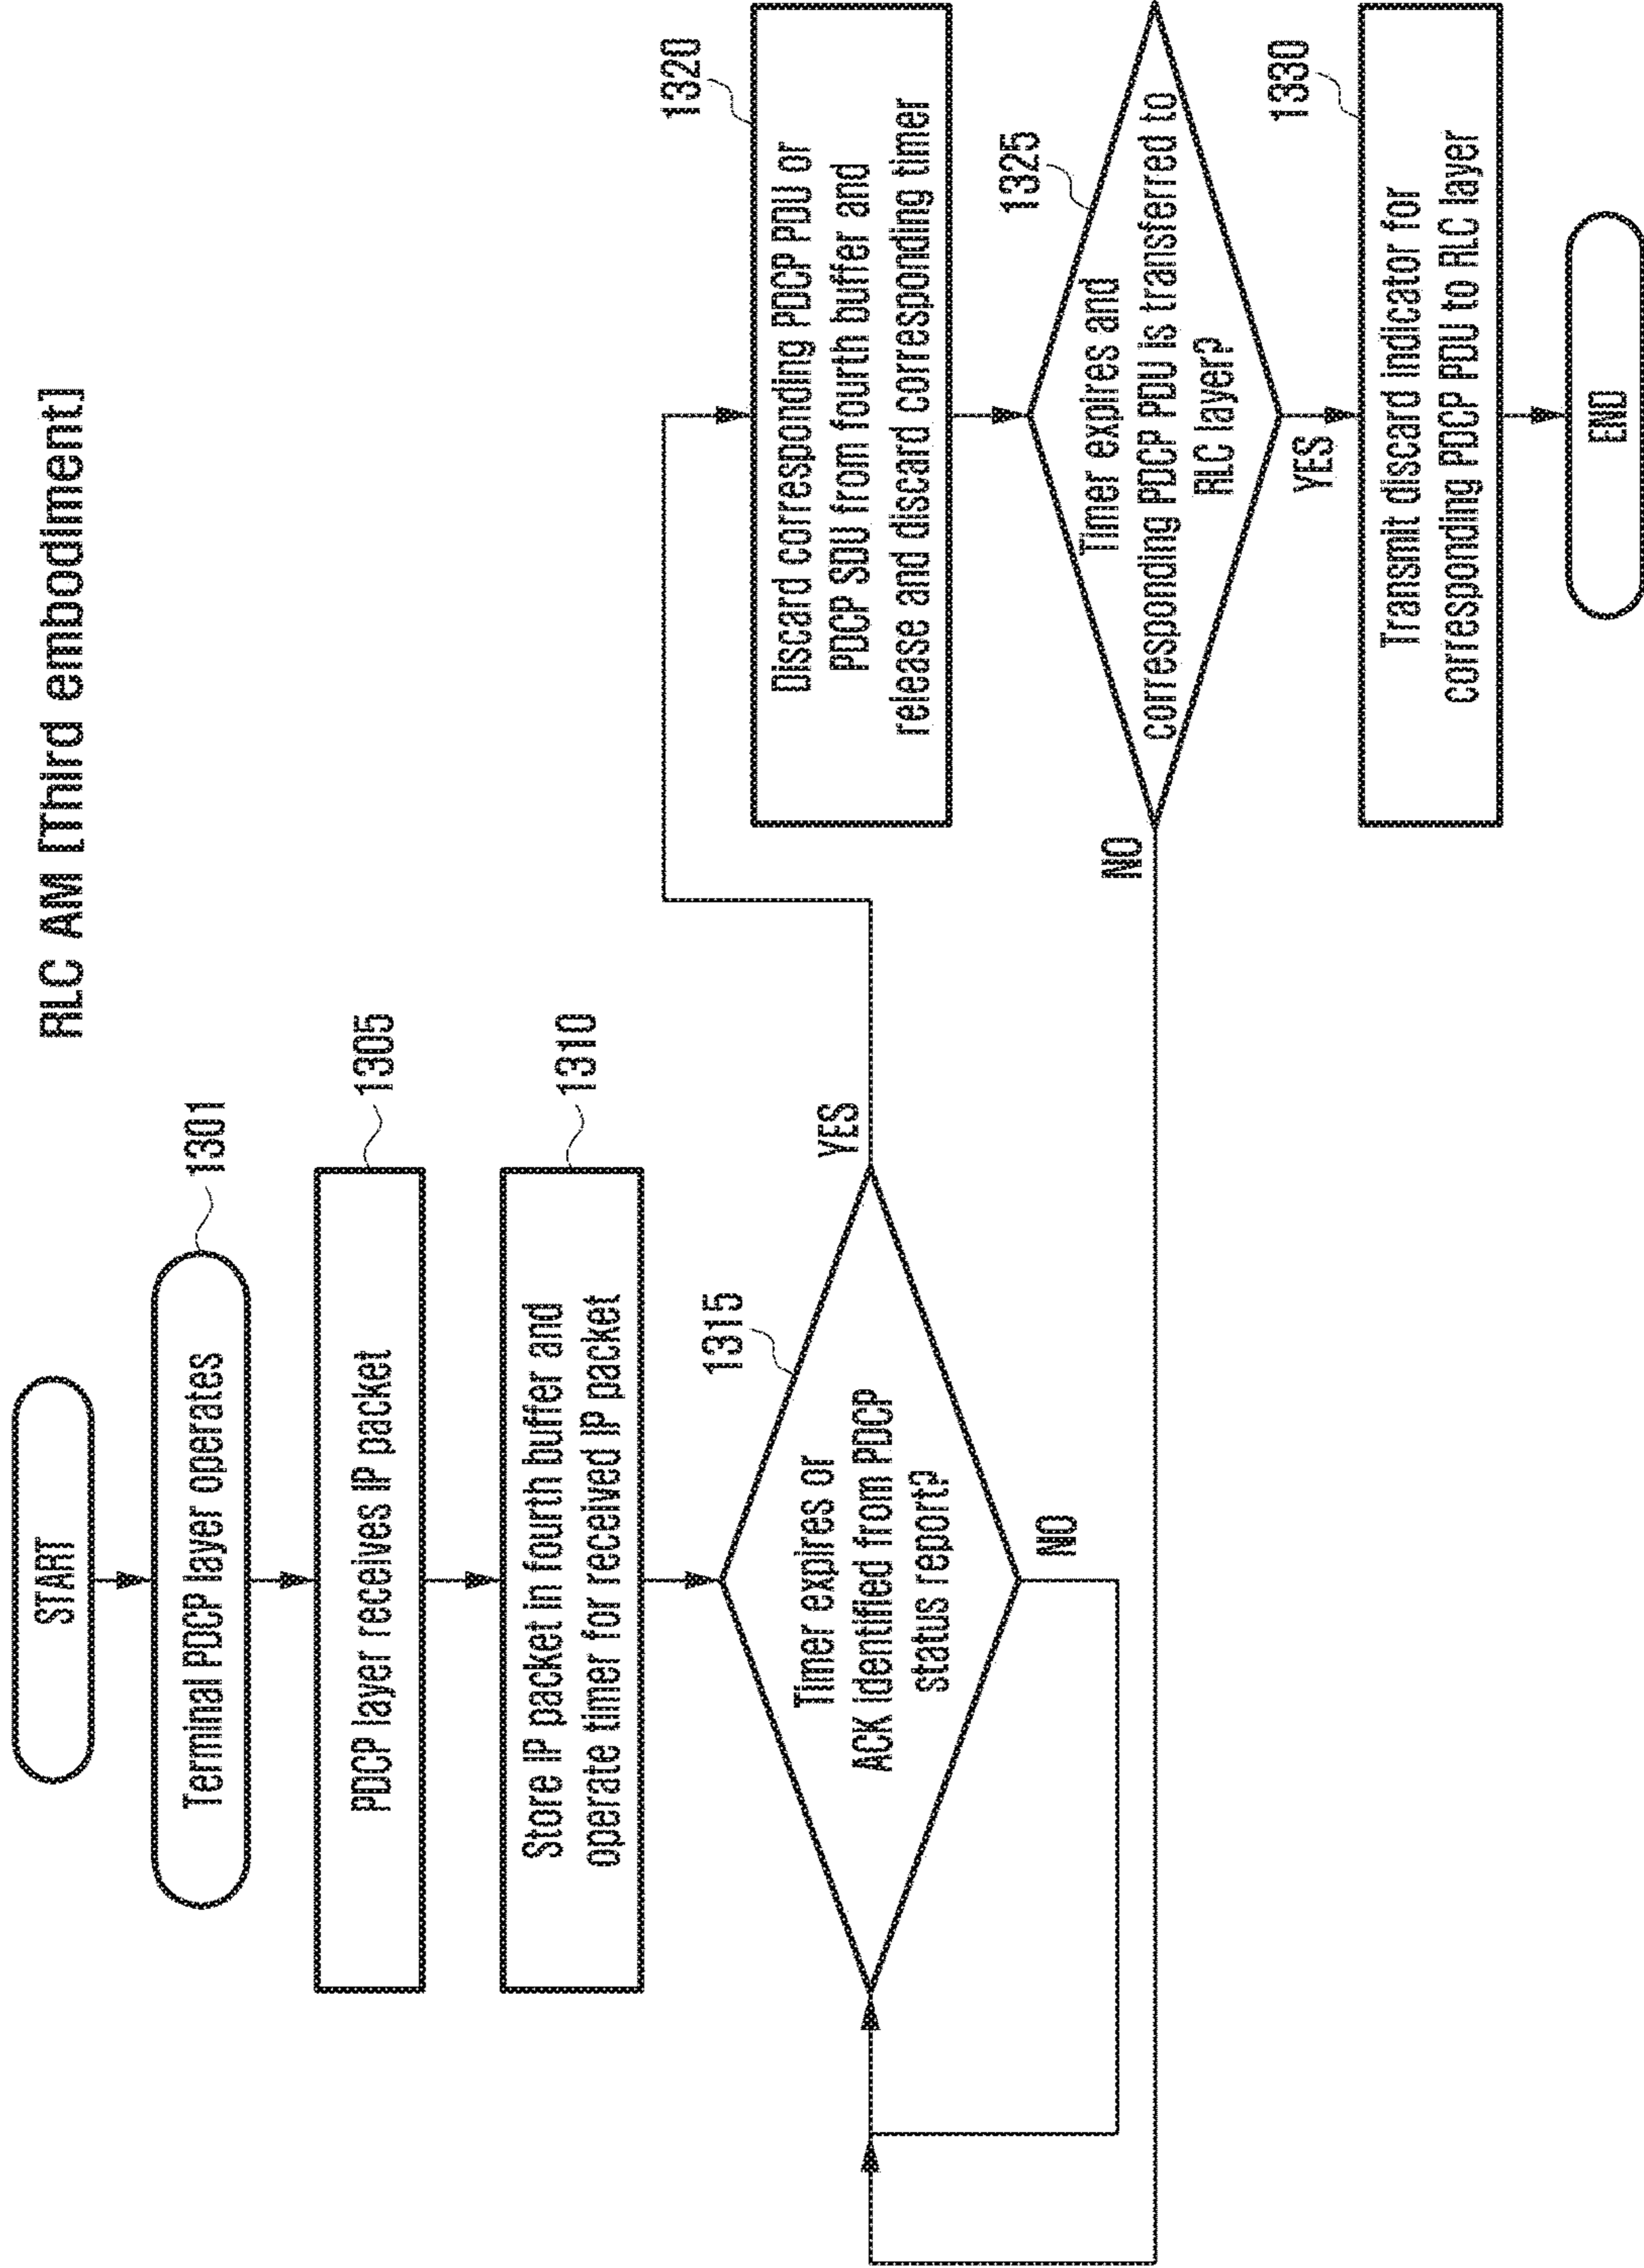 RLC AM [Third embodiment]
START
1301
Terminal PDCP layer operates
1305
PDCP layer receives IP packet
1310
Store IP packet in fourth buffer and
operate timer for received IP packet
1315
Timer expires or
ACK identified from PDCP
status report?
YES
NO
1320
Discard corresponding PDCP PDU or
PDCP SDU from fourth buffer and
release and discard corresponding timer
1325
Timer expires and
corresponding PDCP PDU is transferred to
RLC layer?
NO
YES
1330
Transmit discard indicator for
corresponding PDCP PDU to RLC layer
END